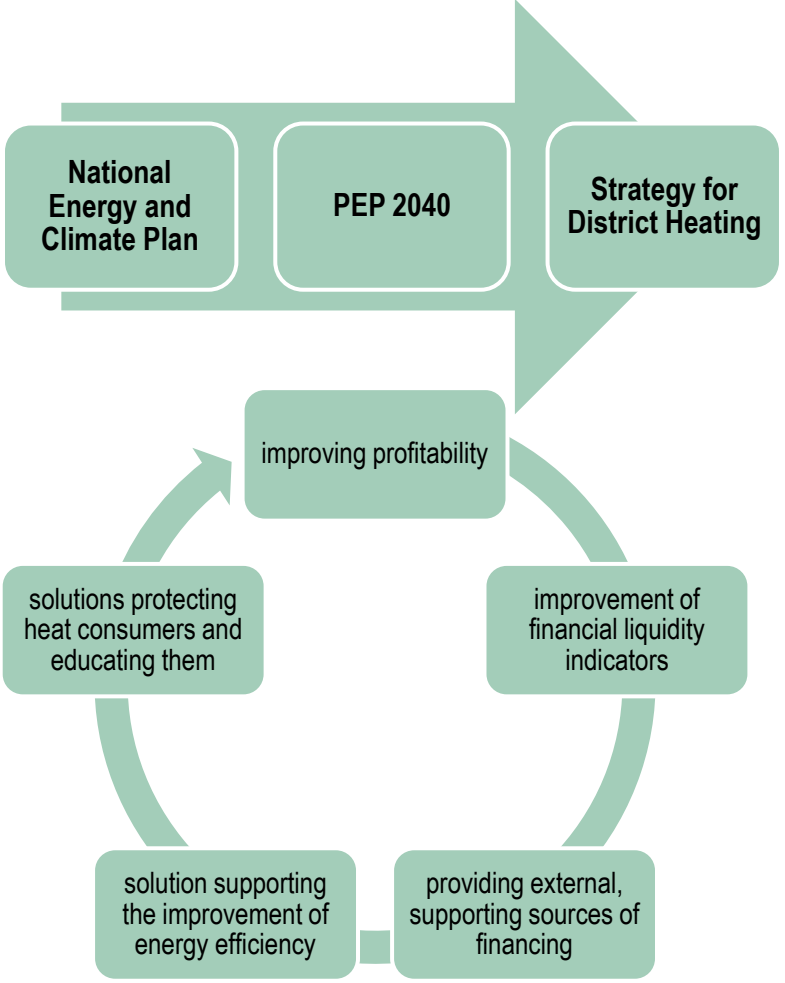 National
Energy and
Climate Plan
PEP 2040
Strategy for
District Heating
improving profitability
improvement of
financial liquidity
indicators
providing external,
supporting sources of
financing
solution supporting
the improvement of
energy efficiency
solutions protecting
heat consumers and
educating them